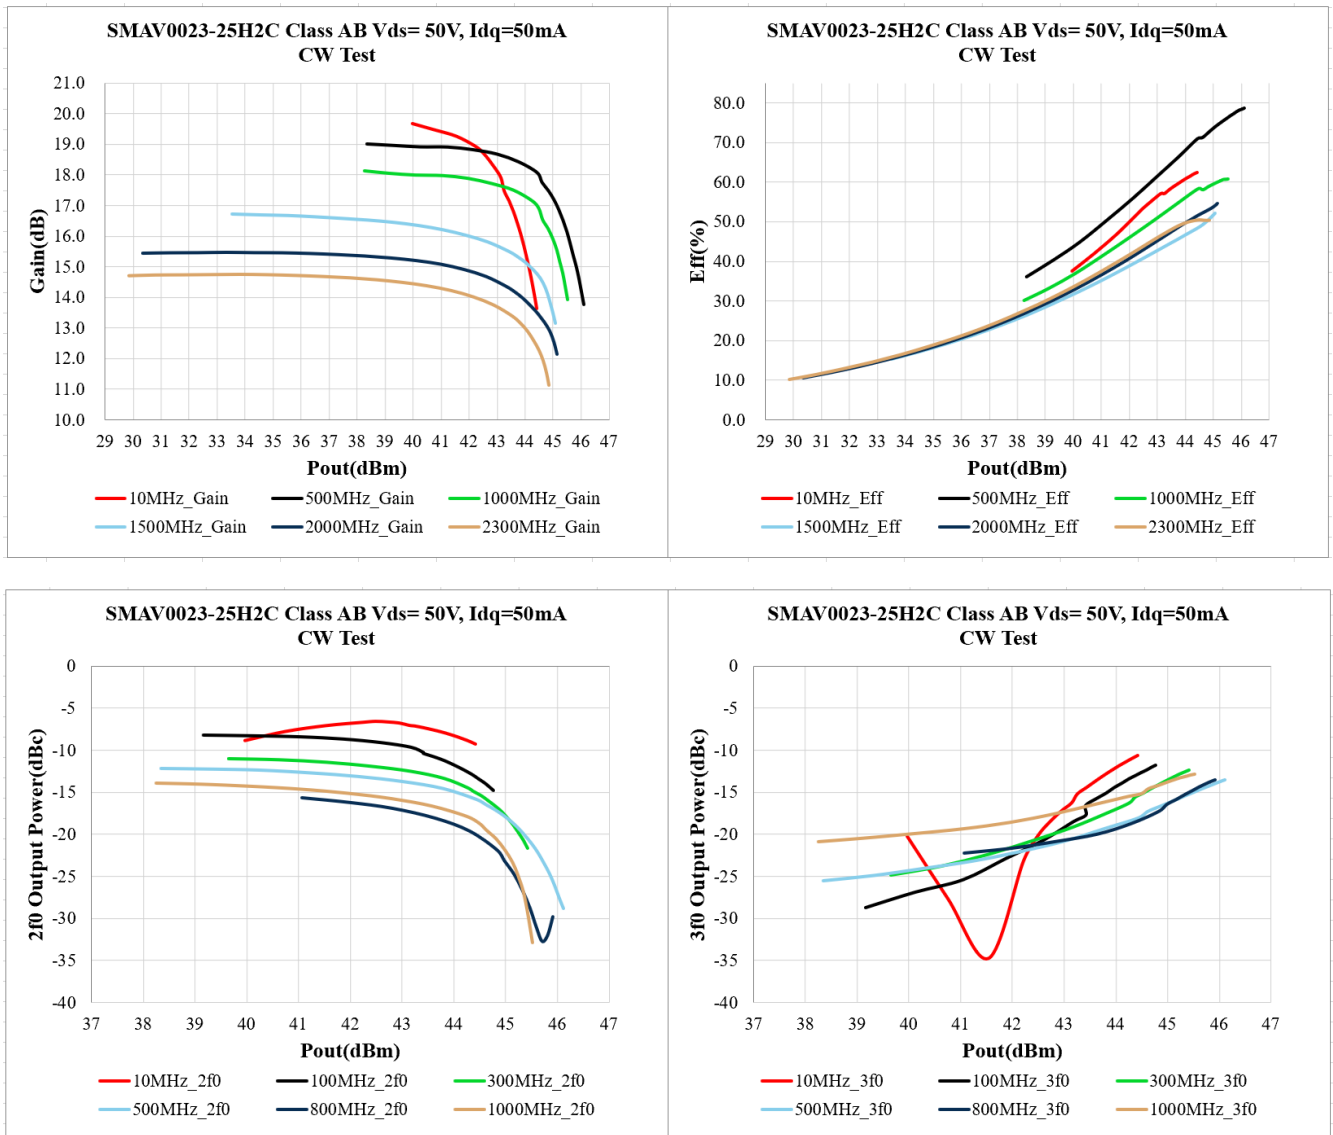 SMAV0023-25H2C Class AB Vds= 50V, Idq=50mA
CW Test
21.0
20.0
19.0
18.0
17.0
16.0
15.0
14.0
13.0
12.0
11.0
10.0
Gain(dB)
29 30 31 32 33 34 35 36 37 38 39 40 41 42 43 44 45 46 47
Pout(dBm)
10MHz_Gain 500MHz_Gain 1000MHz_Gain
1500MHz_Gain 2000MHz_Gain 2300MHz_Gain
SMAV0023-25H2C Class AB Vds= 50V, Idq=50mA
CW Test
80.0
70.0
60.0
50.0
40.0
30.0
20.0
10.0
0.0
Eff(%)
29 30 31 32 33 34 35 36 37 38 39 40 41 42 43 44 45 46 47
Pout(dBm)
10MHz_Eff 500MHz_Eff 1000MHz_Eff
1500MHz_Eff 2000MHz_Eff 2300MHz_Eff
SMAV0023-25H2C Class AB Vds= 50V, Idq=50mA
CW Test
0
-5
-10
-15
-20
-25
-30
-35
-40
2f0 Output Power(dBc)
37 38 39 40 41 42 43 44 45 46 47
Pout(dBm)
10MHz_2f0 100MHz_2f0 300MHz_2f0
500MHz_2f0 800MHz_2f0 1000MHz_2f0
SMAV0023-25H2C Class AB Vds= 50V, Idq=50mA
CW Test
0
-5
-10
-15
-20
-25
-30
-35
-40
3f0 Output Power(dBc)
37 38 39 40 41 42 43 44 45 46 47
Pout(dBm)
10MHz_3f0 100MHz_3f0 300MHz_3f0
500MHz_3f0 800MHz_3f0 1000MHz_3f0